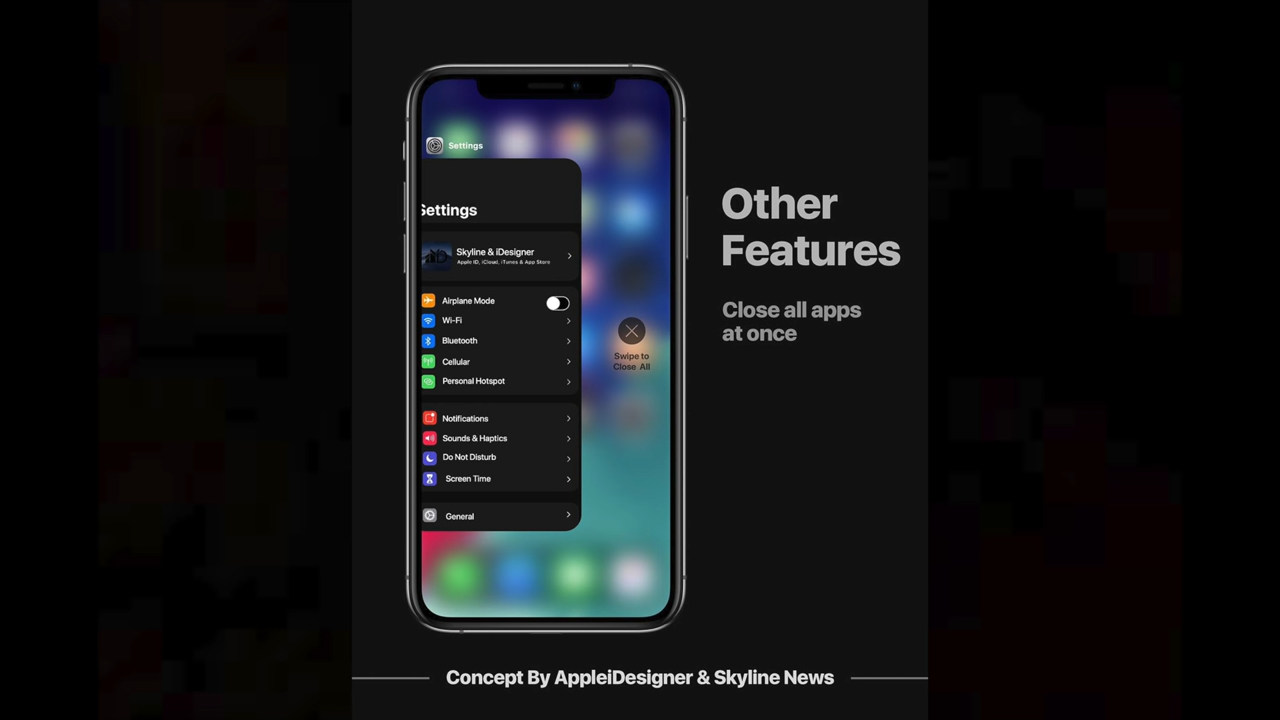 Settings
Settings
Skyline & iDesigner
Apple ID, iCloud, iTunes & App Store
Airplane Mode
Wi-Fi
Bluetooth
Cellular
Personal Hotspot
Notifications
Sounds & Haptics
Do Not Disturb
Screen Time
General
Swipe to
Close All
Other
Features
Close all apps
at once
Concept By AppleiDesigner & Skyline News